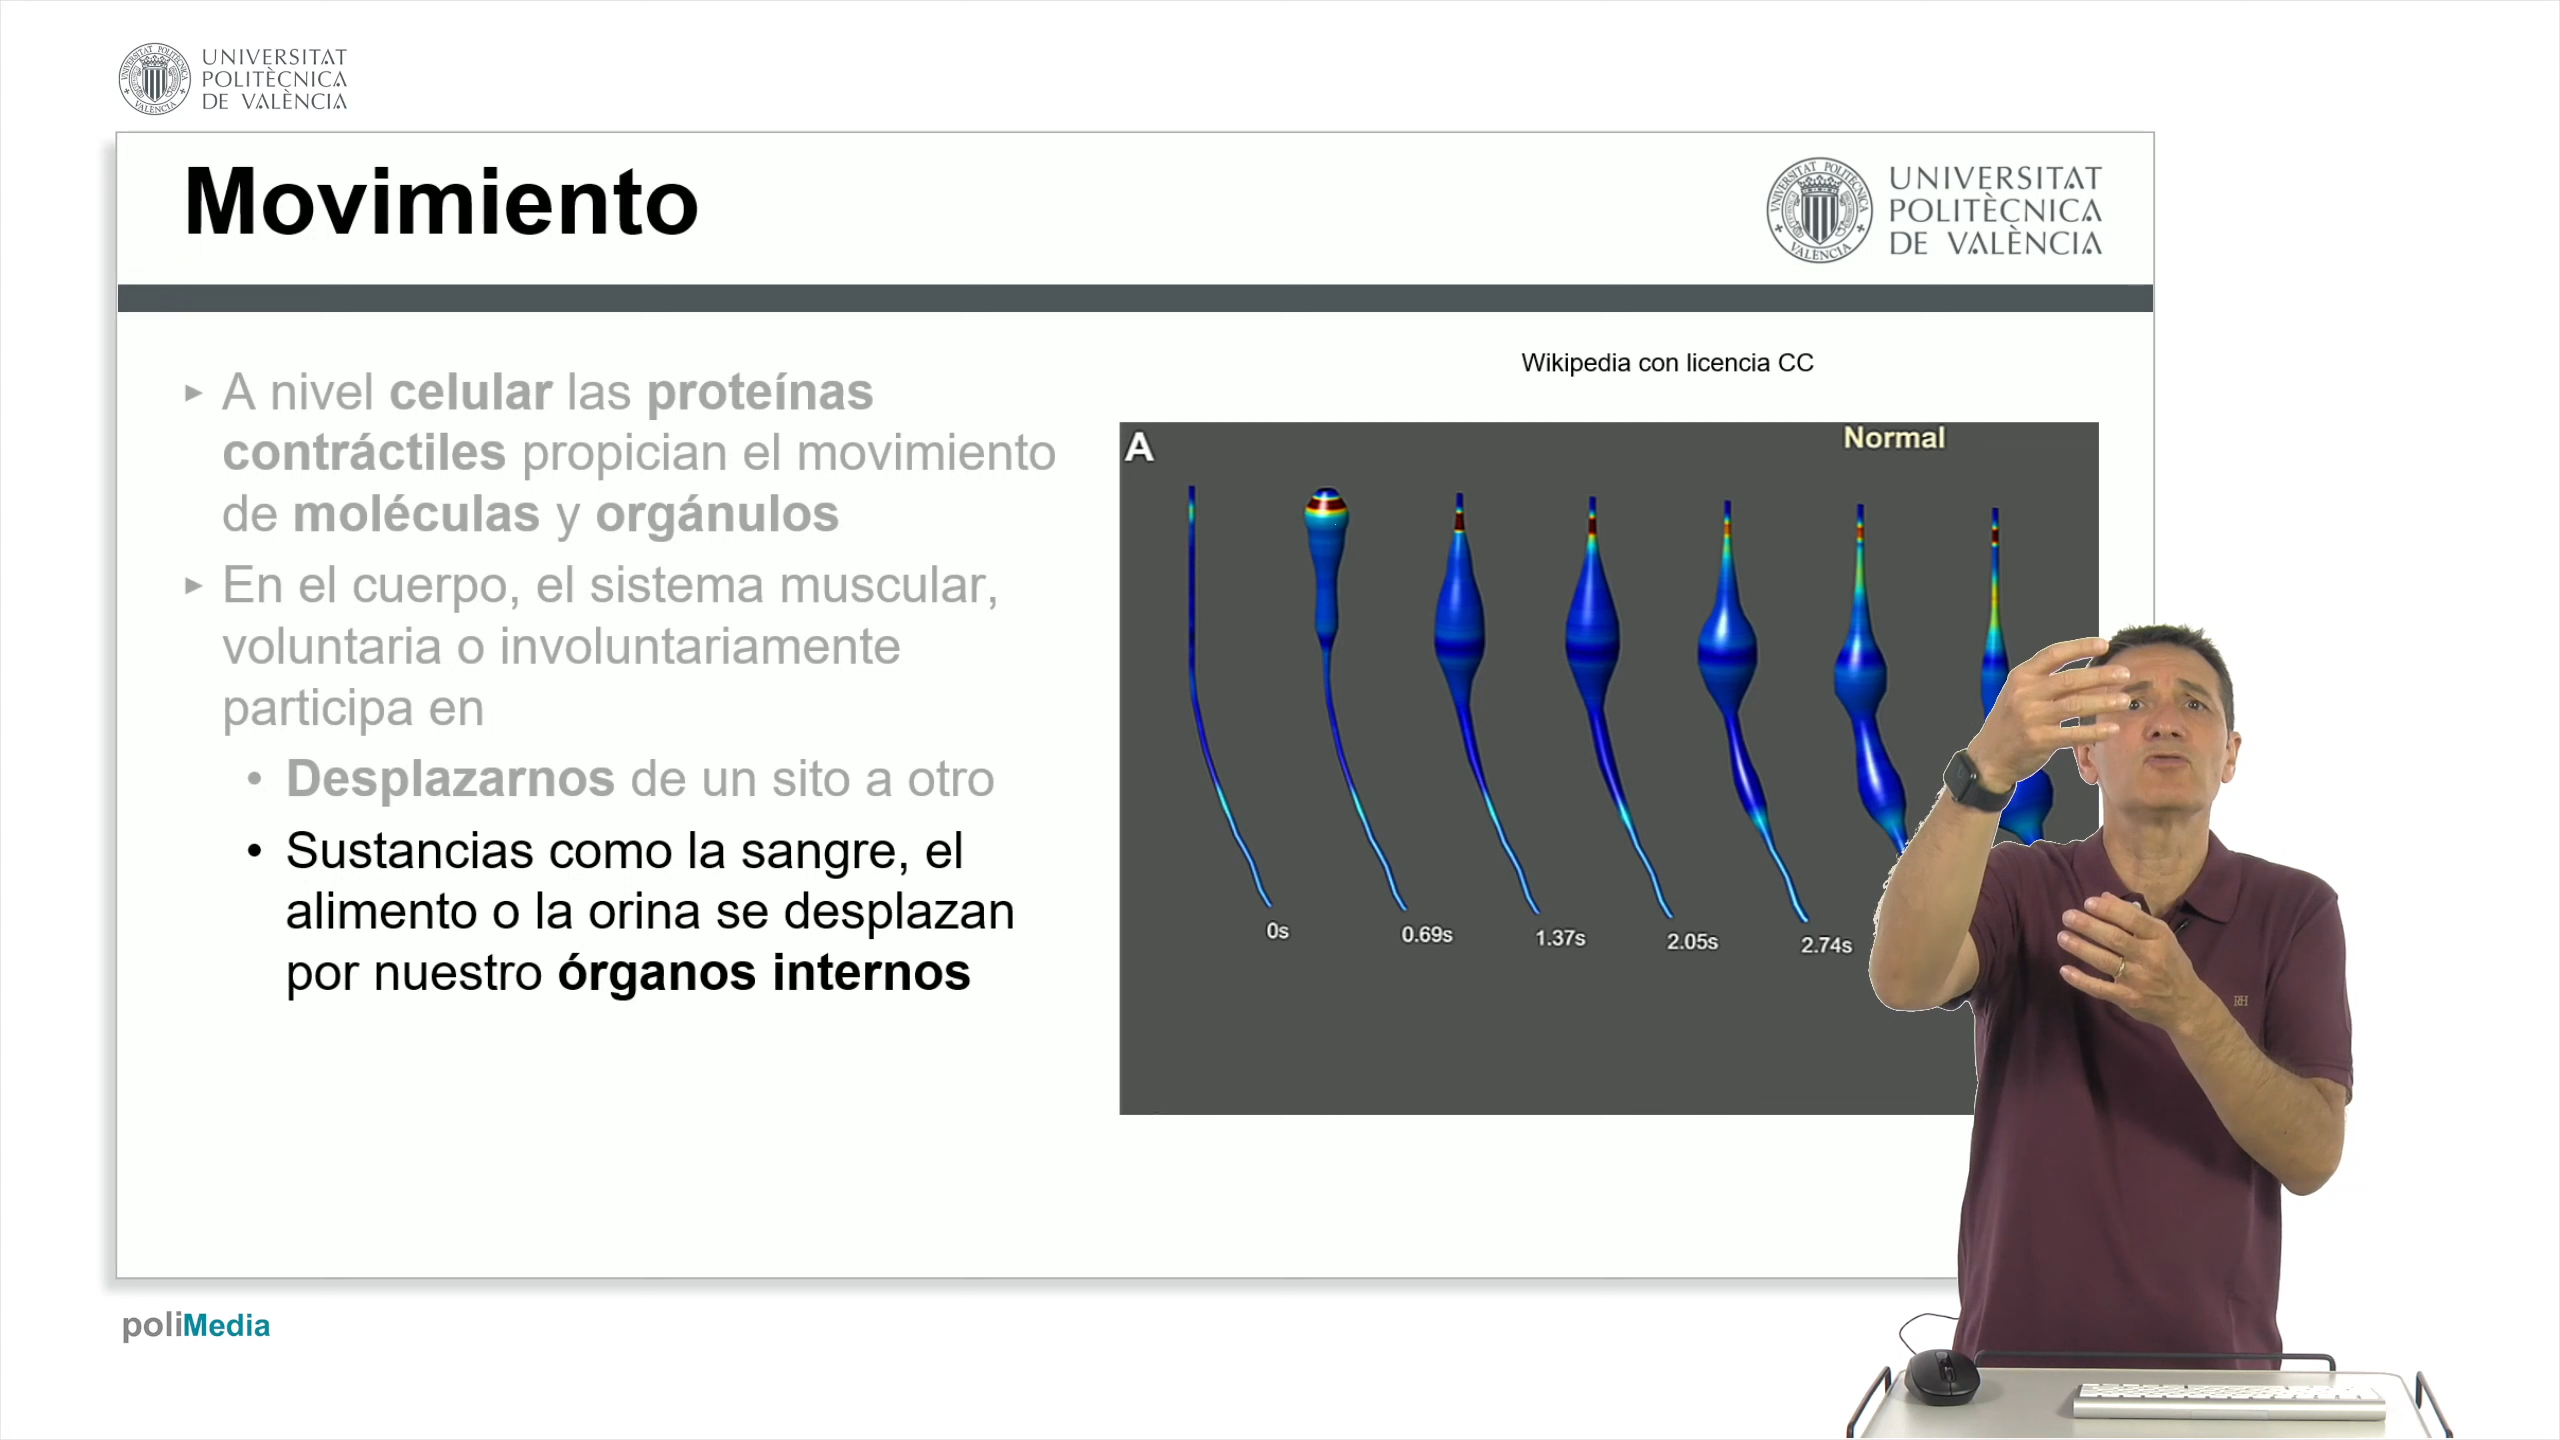 UNIVERSITAT
POLITÈCNICA
DE VALÈNCIA
Movimiento
UNIVERSITAT
POLITÈCNICA
DE VALÈNCIA
▸ A nivel celular las proteínas
contráctiles propician el movimiento
de moléculas y orgánulos
▸ En el cuerpo, el sistema muscular,
voluntaria o involuntariamente
participa en
• Desplazarnos de un sito a otro
• Sustancias como la sangre, el
alimento o la orina se desplazan
por nuestro órganos internos
Wikipedia con licencia CC
A
Normal
0s
0.69s
1.37s
2.05s
2.74s
poliMedia